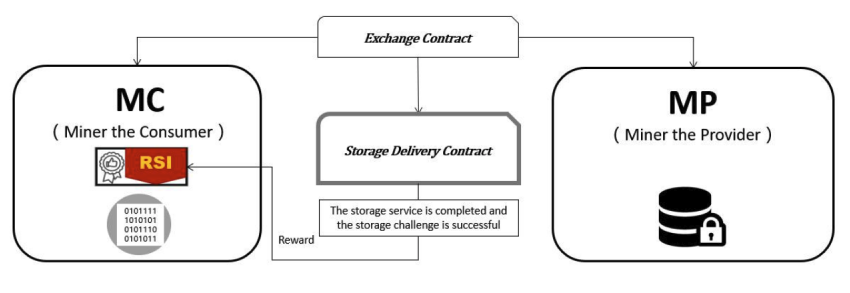 Exchange Contract
MC
( Miner the Consumer )
RSI
0101111
1010101
0101110
0101011
Storage Delivery Contract
The storage service is completed and
the storage challenge is successful
Reward
MP
( Miner the Provider )